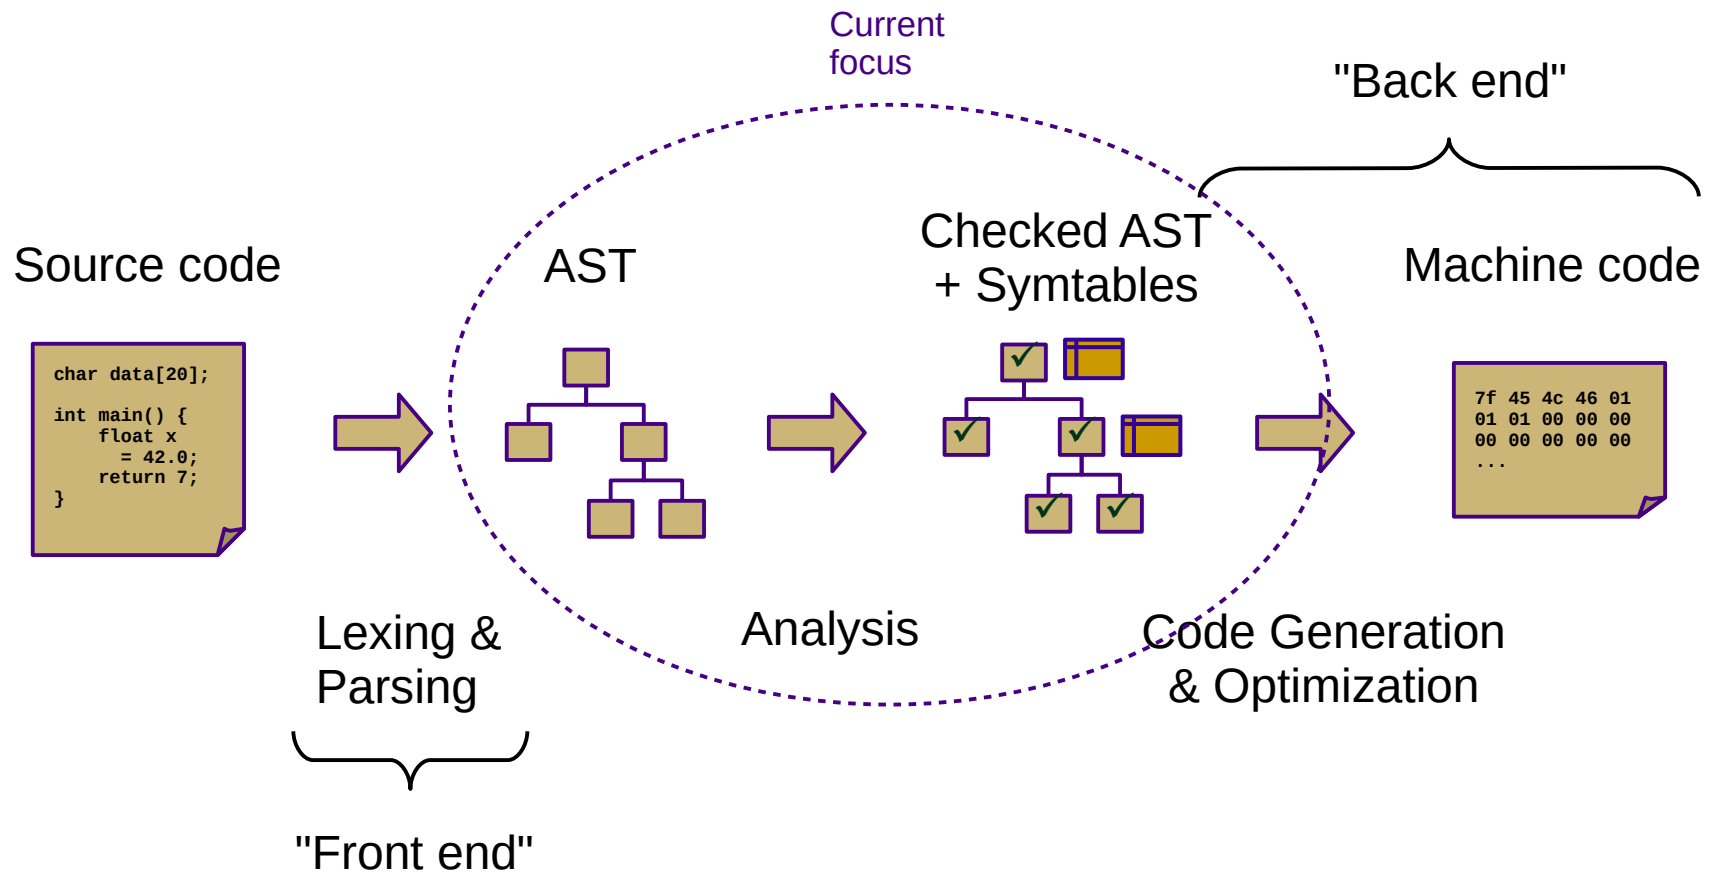 Current
focus
"Back end"
Source code
AST
Checked AST
+ Symtables
Machine code
char data[20];
int main() {
    float x
      = 42.0;
    return 7;
}
7f 45 4c 46 01
01 01 00 00 00
00 00 00 00 00
...
Lexing &
Parsing
Analysis
Code Generation
& Optimization
"Front end"